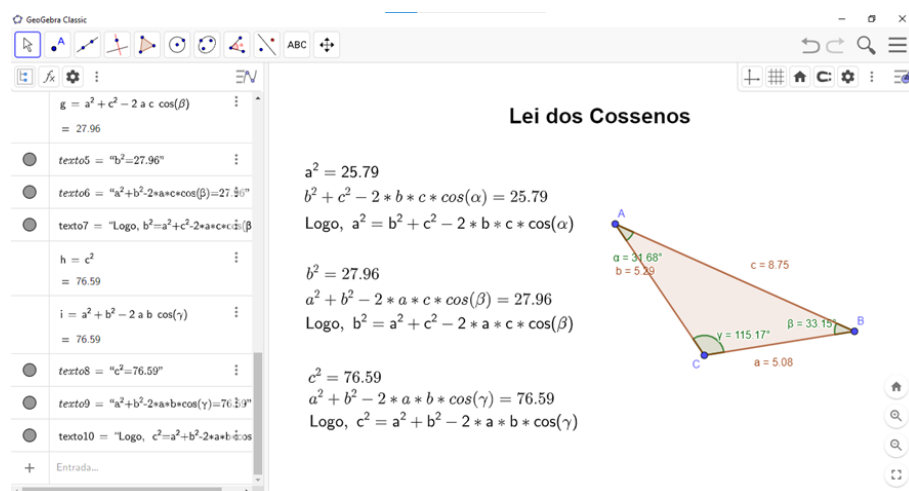 GeoGebra Classic
ABC
g = a² + c² − 2 a c cos(β)
= 27.96
texto5 = "b²=27.96"
texto6 = "a²+b²-2*a*c*cos(β)=27.96"
texto7 = "Logo, b²=a²+c²-2*a*c*cos(β
h = c²
= 76.59
i = a² + b² − 2 a b cos(γ)
= 76.59
texto8 = "c²=76.59"
texto9 = "a²+b²-2*a*b*cos(γ)=76.59"
texto10 = "Logo, c²=a²+b²-2*a*b*cos
Entrada...
Lei dos Cossenos
a² = 25.79
b² + c² − 2 * b * c * cos(α) = 25.79
Logo, a² = b² + c² − 2 * b * c * cos(α)
b² = 27.96
a² + b² − 2 * a * c * cos(β) = 27.96
Logo, b² = a² + c² − 2 * a * c * cos(β)
c² = 76.59
a² + b² − 2 * a * b * cos(γ) = 76.59
Logo, c² = a² + b² − 2 * a * b * cos(γ)
A
α = 31.68°
b = 5.29
c = 8.75
B
β = 33.15°
γ = 115.17°
C
a = 5.08